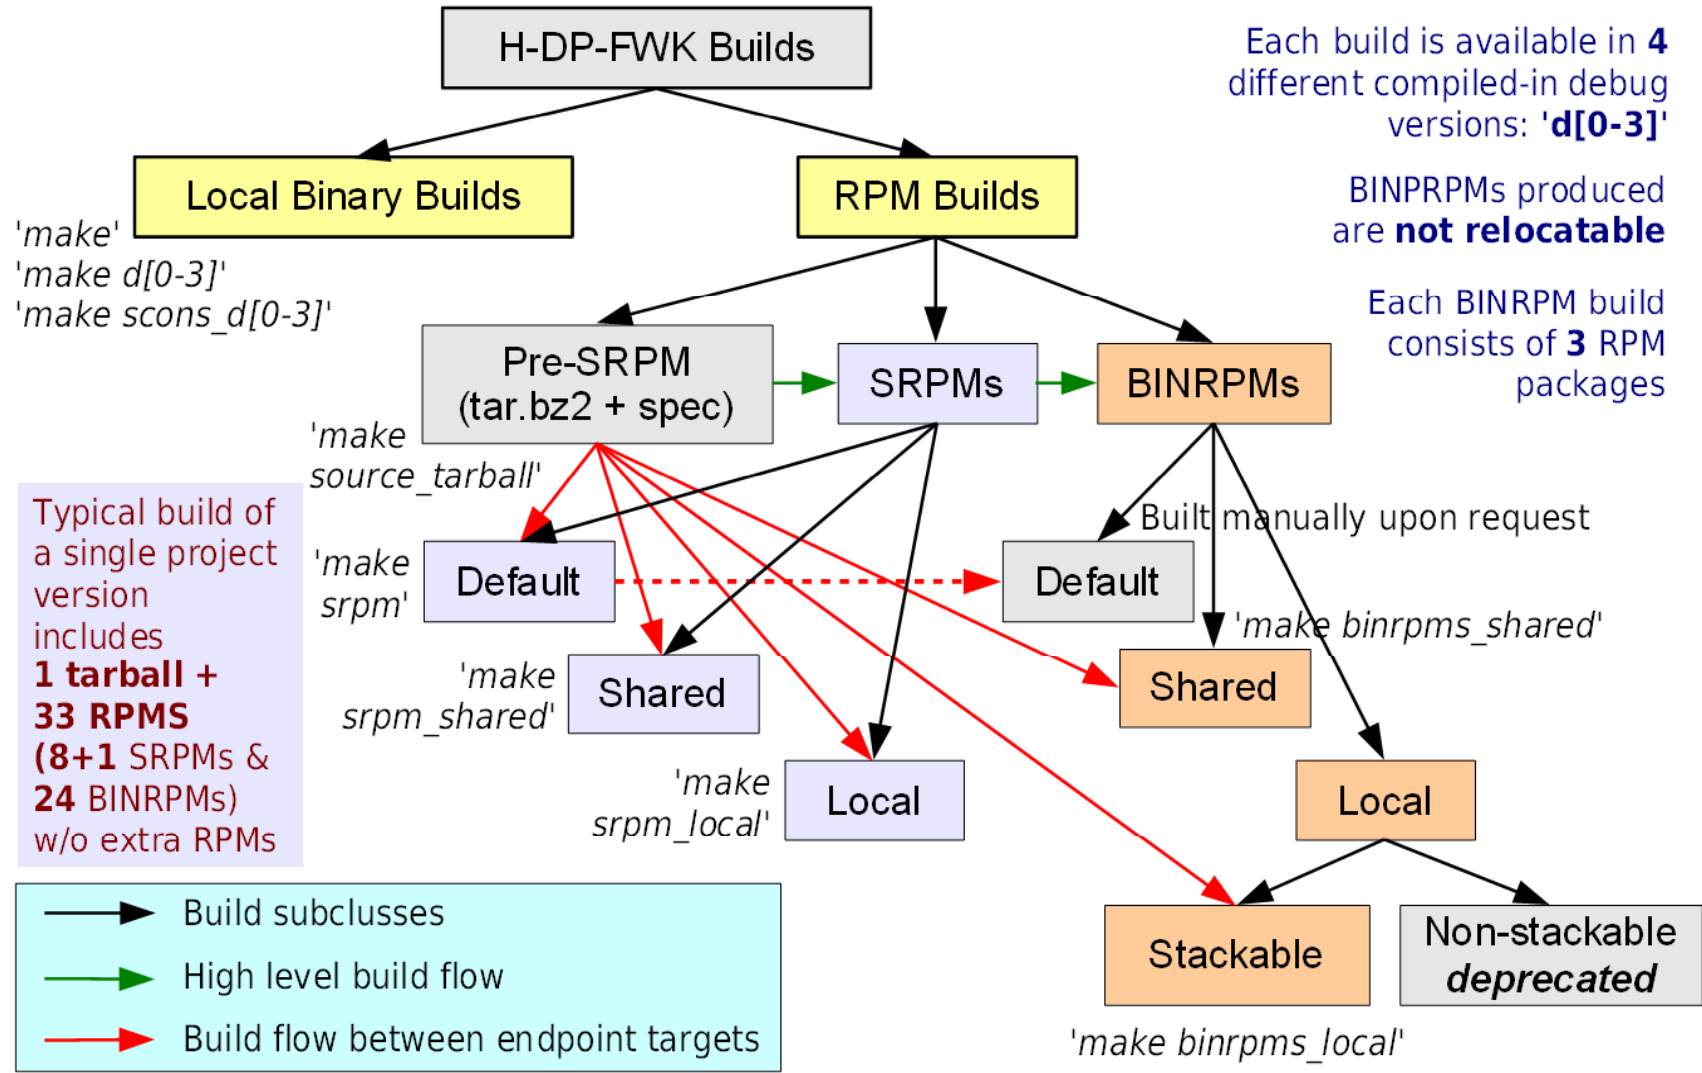 H-DP-FWK Builds
Each build is available in 4
different compiled-in debug
versions: 'd[0-3]'
Local Binary Builds
RPM Builds
BINPRPMs produced
are not relocatable
'make'
'make d[0-3]'
'make scons_d[0-3]'
Each BINRPM build
consists of 3 RPM
packages
Pre-SRPM
(tar.bz2 + spec)
SRPMs
BINRPMs
'make
source_tarball'
Typical build of
a single project
version
includes
1 tarball +
33 RPMS
(8+1 SRPMs &
24 BINRPMs)
w/o extra RPMs
Built manually upon request
'make
srpm'
Default
Default
'make binrpms_shared'
'make
srpm_shared'
Shared
Shared
'make
srpm_local'
Local
Local
Build subclusses
High level build flow
Build flow between endpoint targets
Stackable
Non-stackable
deprecated
'make binrpms_local'